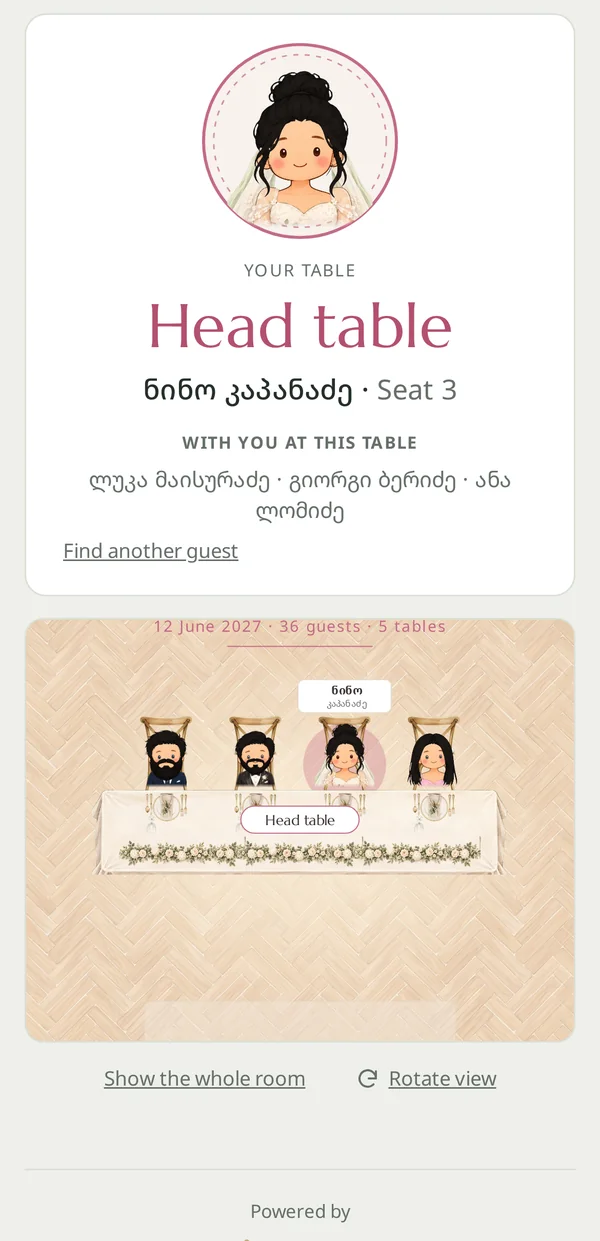 YOUR TABLE
Head table
ნინო კაპანაძე · Seat 3
WITH YOU AT THIS TABLE
ლუკა მაისურაძე · გიორგი ბერიძე · ანა
ლომიძე
Find another guest
12 June 2027 · 36 guests · 5 tables
ნინო
კაპანაძე
Head table
Show the whole room
Rotate view
Powered by